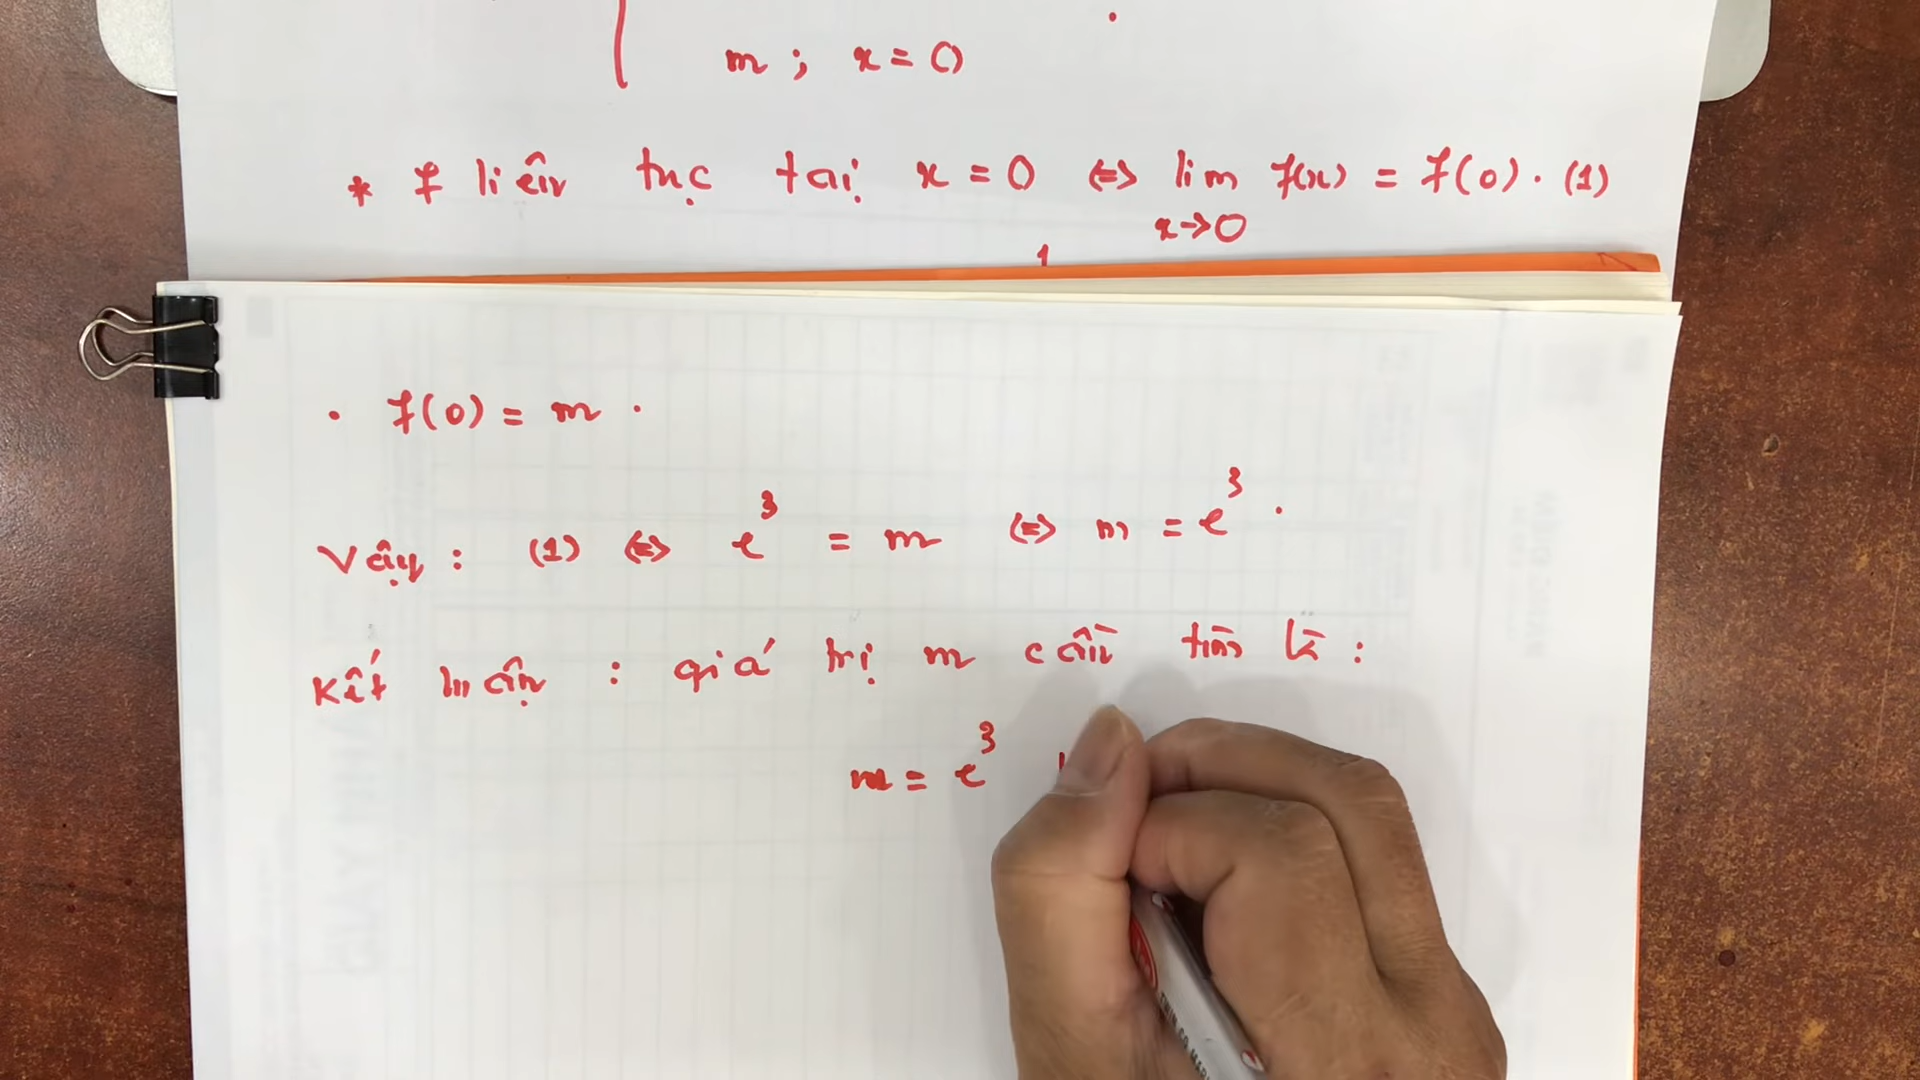 m ; x = 0
* f liên tục tại x = 0 ⇔ lim f(x) = f(0) . (1)
x→0
1
. f(0) = m .
Vậy : (1) ⇔ e³ = m ⇔ m = e³ .
Kết luận : giá trị m cần tìm là :
m = e³